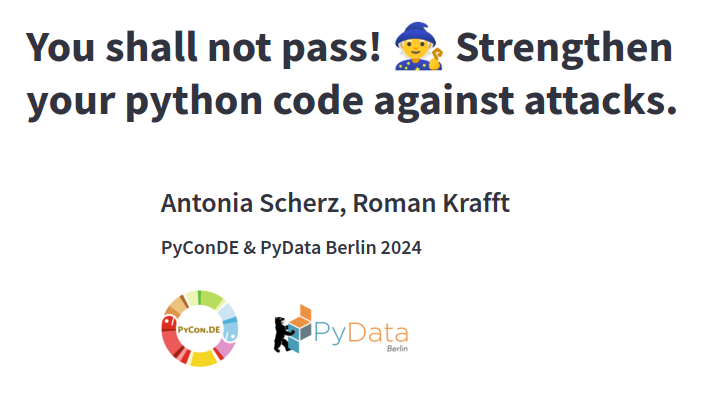 You shall not pass! 🧙 Strengthen
your python code against attacks.
Antonia Scherz, Roman Krafft
PyConDE & PyData Berlin 2024
PyCon.DE
PyData
Berlin